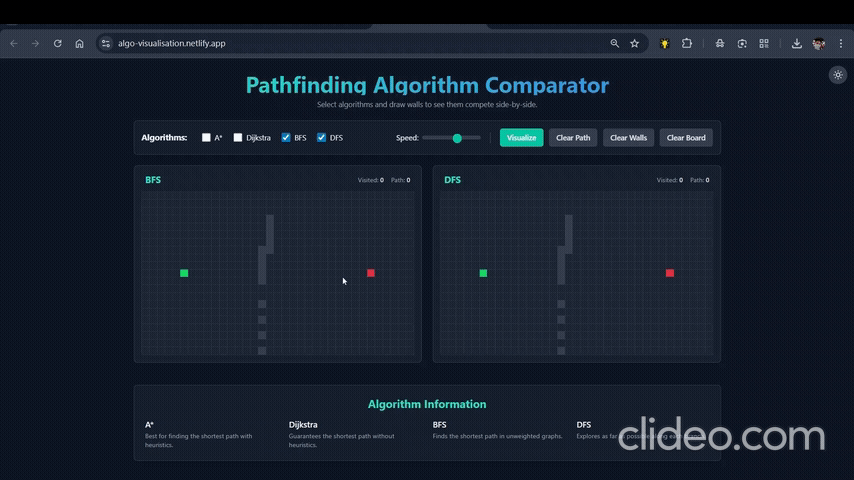 algo-visualisation.netlify.app
Pathfinding Algorithm Comparator
Select algorithms and draw walls to see them compete side-by-side.
Algorithms: A* Dijkstra BFS DFS Speed: Visualize Clear Path Clear Walls Clear Board
BFS Visited: 0 Path: 0
DFS Visited: 0 Path: 0
Algorithm Information
A*
Best for finding the shortest path with
heuristics.
Dijkstra
Guarantees the shortest path without
heuristics.
BFS
Finds the shortest path in unweighted graphs.
DFS
Explores as far as possible along
clideo.com